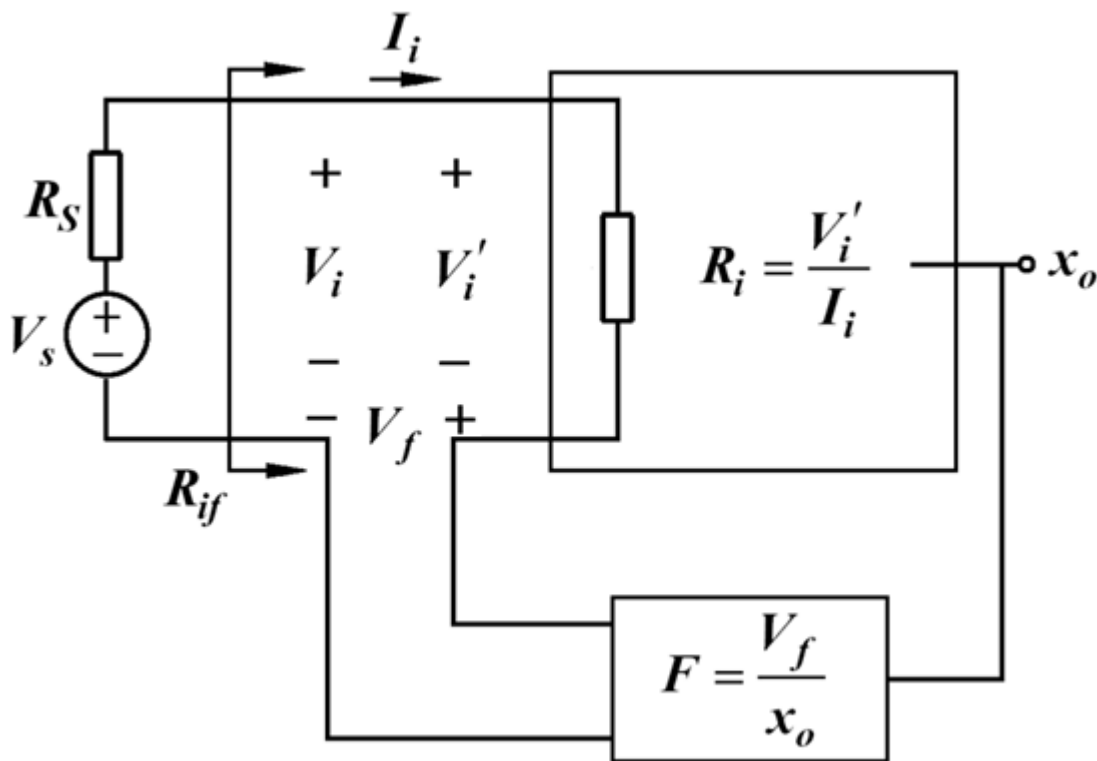 I_i
+ +
R_S
V_i V_i' R_i = V_i' / I_i
x_o
+
V_s
−
− −
− V_f +
R_if
F = V_f / x_o